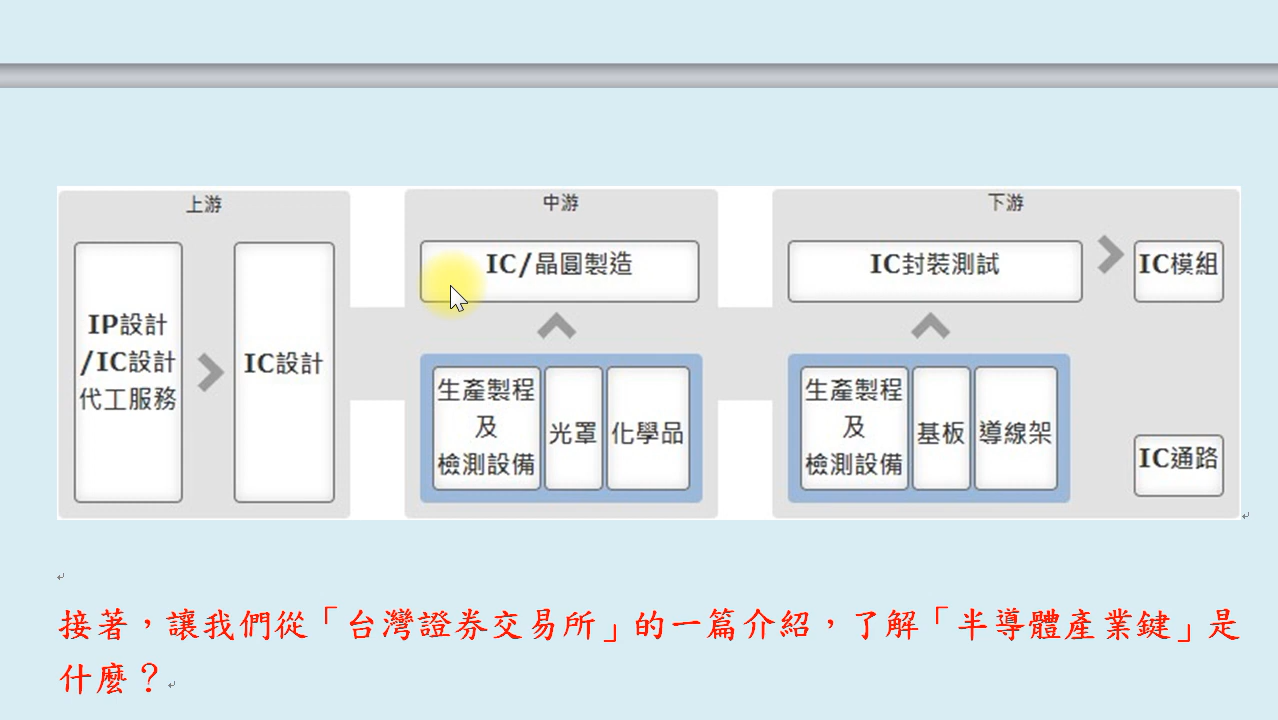 上游
IP設計
/IC設計
代工服務
IC設計
中游
IC/晶圓製造
生產製程
及
檢測設備
光罩
化學品
下游
IC封裝測試
IC模組
生產製程
及
檢測設備
基板
導線架
IC通路
接著，讓我們從「台灣證券交易所」的一篇介紹，了解「半導體產業鍵」是
什麼？